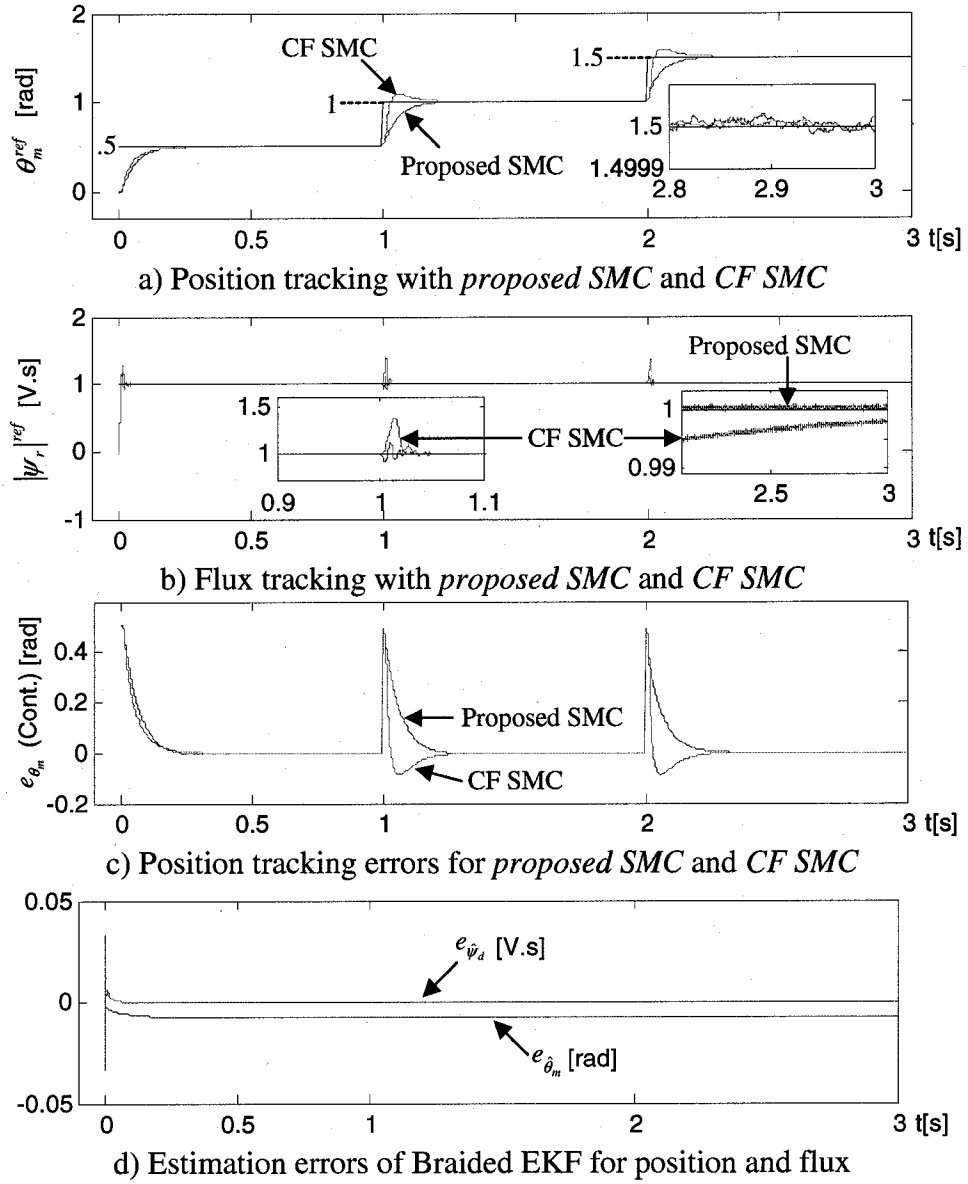 2
CF SMC
1.5
1
1
1.5
.5
Proposed SMC
1.4999
2.8 2.9 3
0
θ_m^ref [rad]
0 0.5 1 2 3 t[s]
a) Position tracking with proposed SMC and CF SMC
2
Proposed SMC
1
1.5
1
CF SMC
1
0.99
0
0.9 1 1.1
2.5 3
-1
|ψ_r|^ref [V.s]
0 0.5 1 2 3 t[s]
b) Flux tracking with proposed SMC and CF SMC
0.4
0.2
Proposed SMC
0
CF SMC
-0.2
e_θ_m (Cont.) [rad]
0 0.5 1 2 3 t[s]
c) Position tracking errors for proposed SMC and CF SMC
0.05
e_ψ̂_d [V.s]
0
e_θ̂_m [rad]
-0.05
0 0.5 1 2 3 t[s]
d) Estimation errors of Braided EKF for position and flux